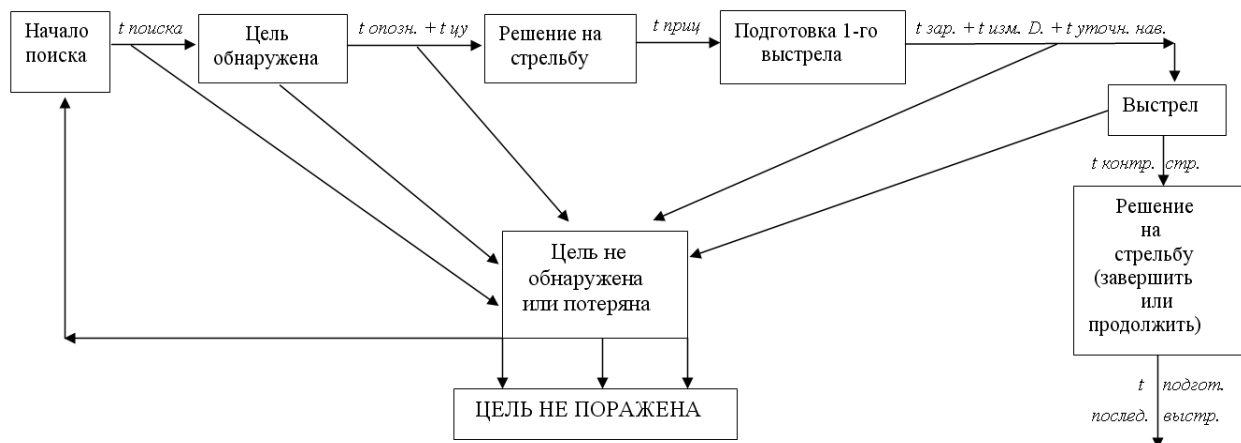 Начало
поиска
t поиска
Цель
обнаружена
t опозн. + t цу
Решение на
стрельбу
t приц
Подготовка 1-го
выстрела
t зар. + t изм. D. + t уточн. нав.
Выстрел
t контр. стр.
Решение
на
стрельбу
(завершить
или
продолжить)
t подгот.
послед. выстр.
Цель не
обнаружена
или потеряна
ЦЕЛЬ НЕ ПОРАЖЕНА